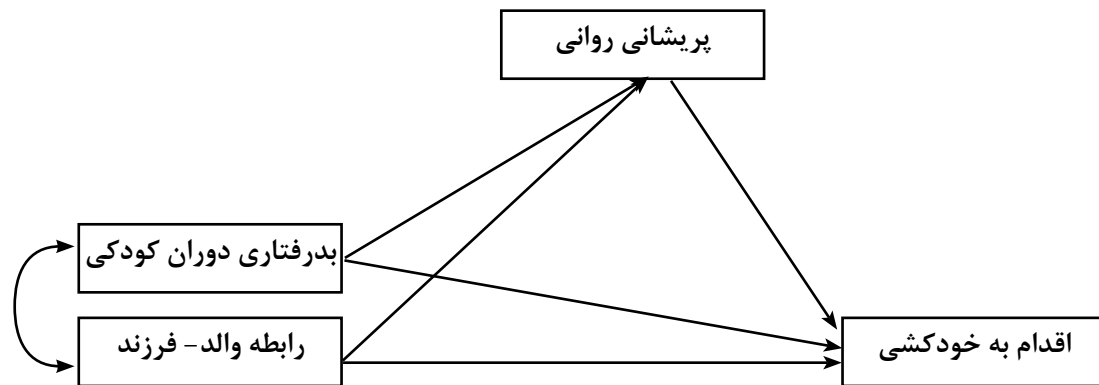 پریشانی روانی
بدرفتاری دوران کودکی
رابطه والد- فرزند
اقدام به خودکشی